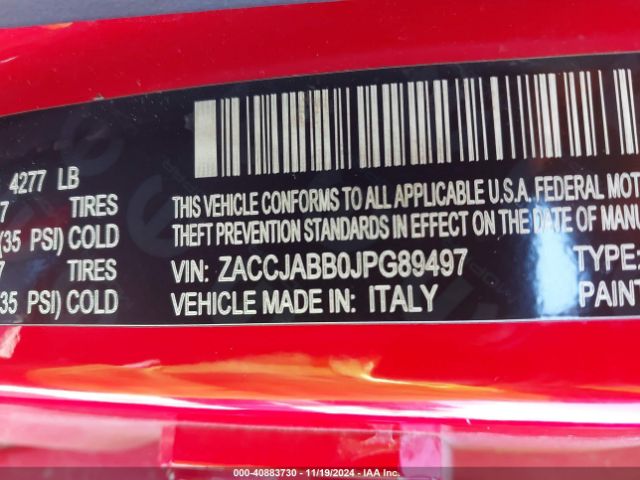 4277 LB
7 TIRES
(35 PSI) COLD
7 TIRES
35 PSI) COLD
THIS VEHICLE CONFORMS TO ALL APPLICABLE U.S.A. FEDERAL MOT
THEFT PREVENTION STANDARDS IN EFFECT ON THE DATE OF MANU
VIN: ZACCJABB0JPG89497 TYPE:
VEHICLE MADE IN: ITALY PAINT
000-40883730 - 11/19/2024 - IAA Inc.